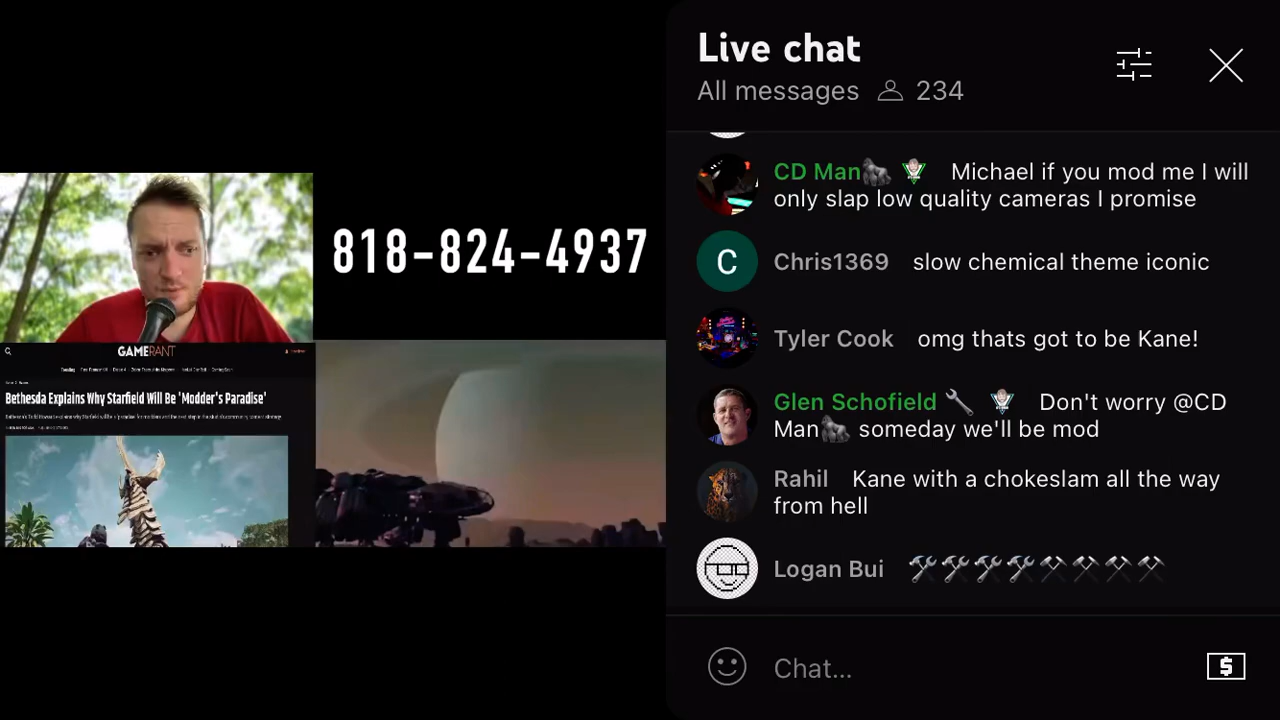 818-824-4937
GAMERANT
Bethesda Explains Why Starfield Will Be 'Modder's Paradise'
Live chat
All messages 234
CD Man🦍 Michael if you mod me I will
only slap low quality cameras I promise
C Chris1369 slow chemical theme iconic
Tyler Cook omg thats got to be Kane!
Glen Schofield Don't worry @CD
Man🦍 someday we'll be mod
Rahil Kane with a chokeslam all the way
from hell
Logan Bui 🛠🛠🛠🛠⚒⚒⚒⚒
Chat...
$